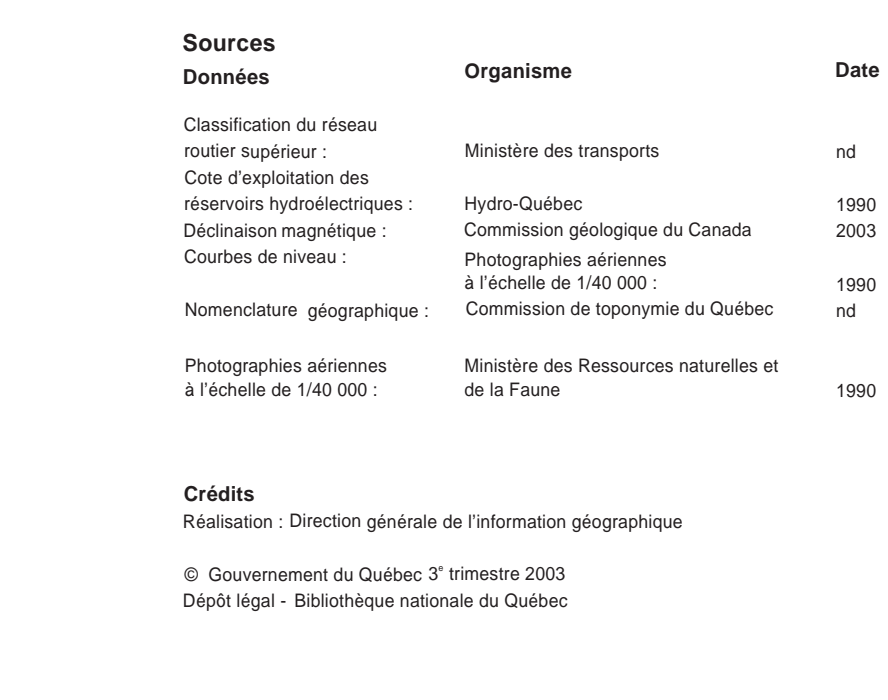 Sources
Données Organisme Date
Classification du réseau
routier supérieur : Ministère des transports nd
Cote d’exploitation des
réservoirs hydroélectriques : Hydro-Québec 1990
Déclinaison magnétique : Commission géologique du Canada 2003
Courbes de niveau : Photographies aériennes
à l’échelle de 1/40 000 : 1990
Nomenclature géographique : Commission de toponymie du Québec nd
Photographies aériennes Ministère des Ressources naturelles et
à l’échelle de 1/40 000 : de la Faune 1990
Crédits
Réalisation : Direction générale de l’information géographique
© Gouvernement du Québec 3e trimestre 2003
Dépôt légal - Bibliothèque nationale du Québec